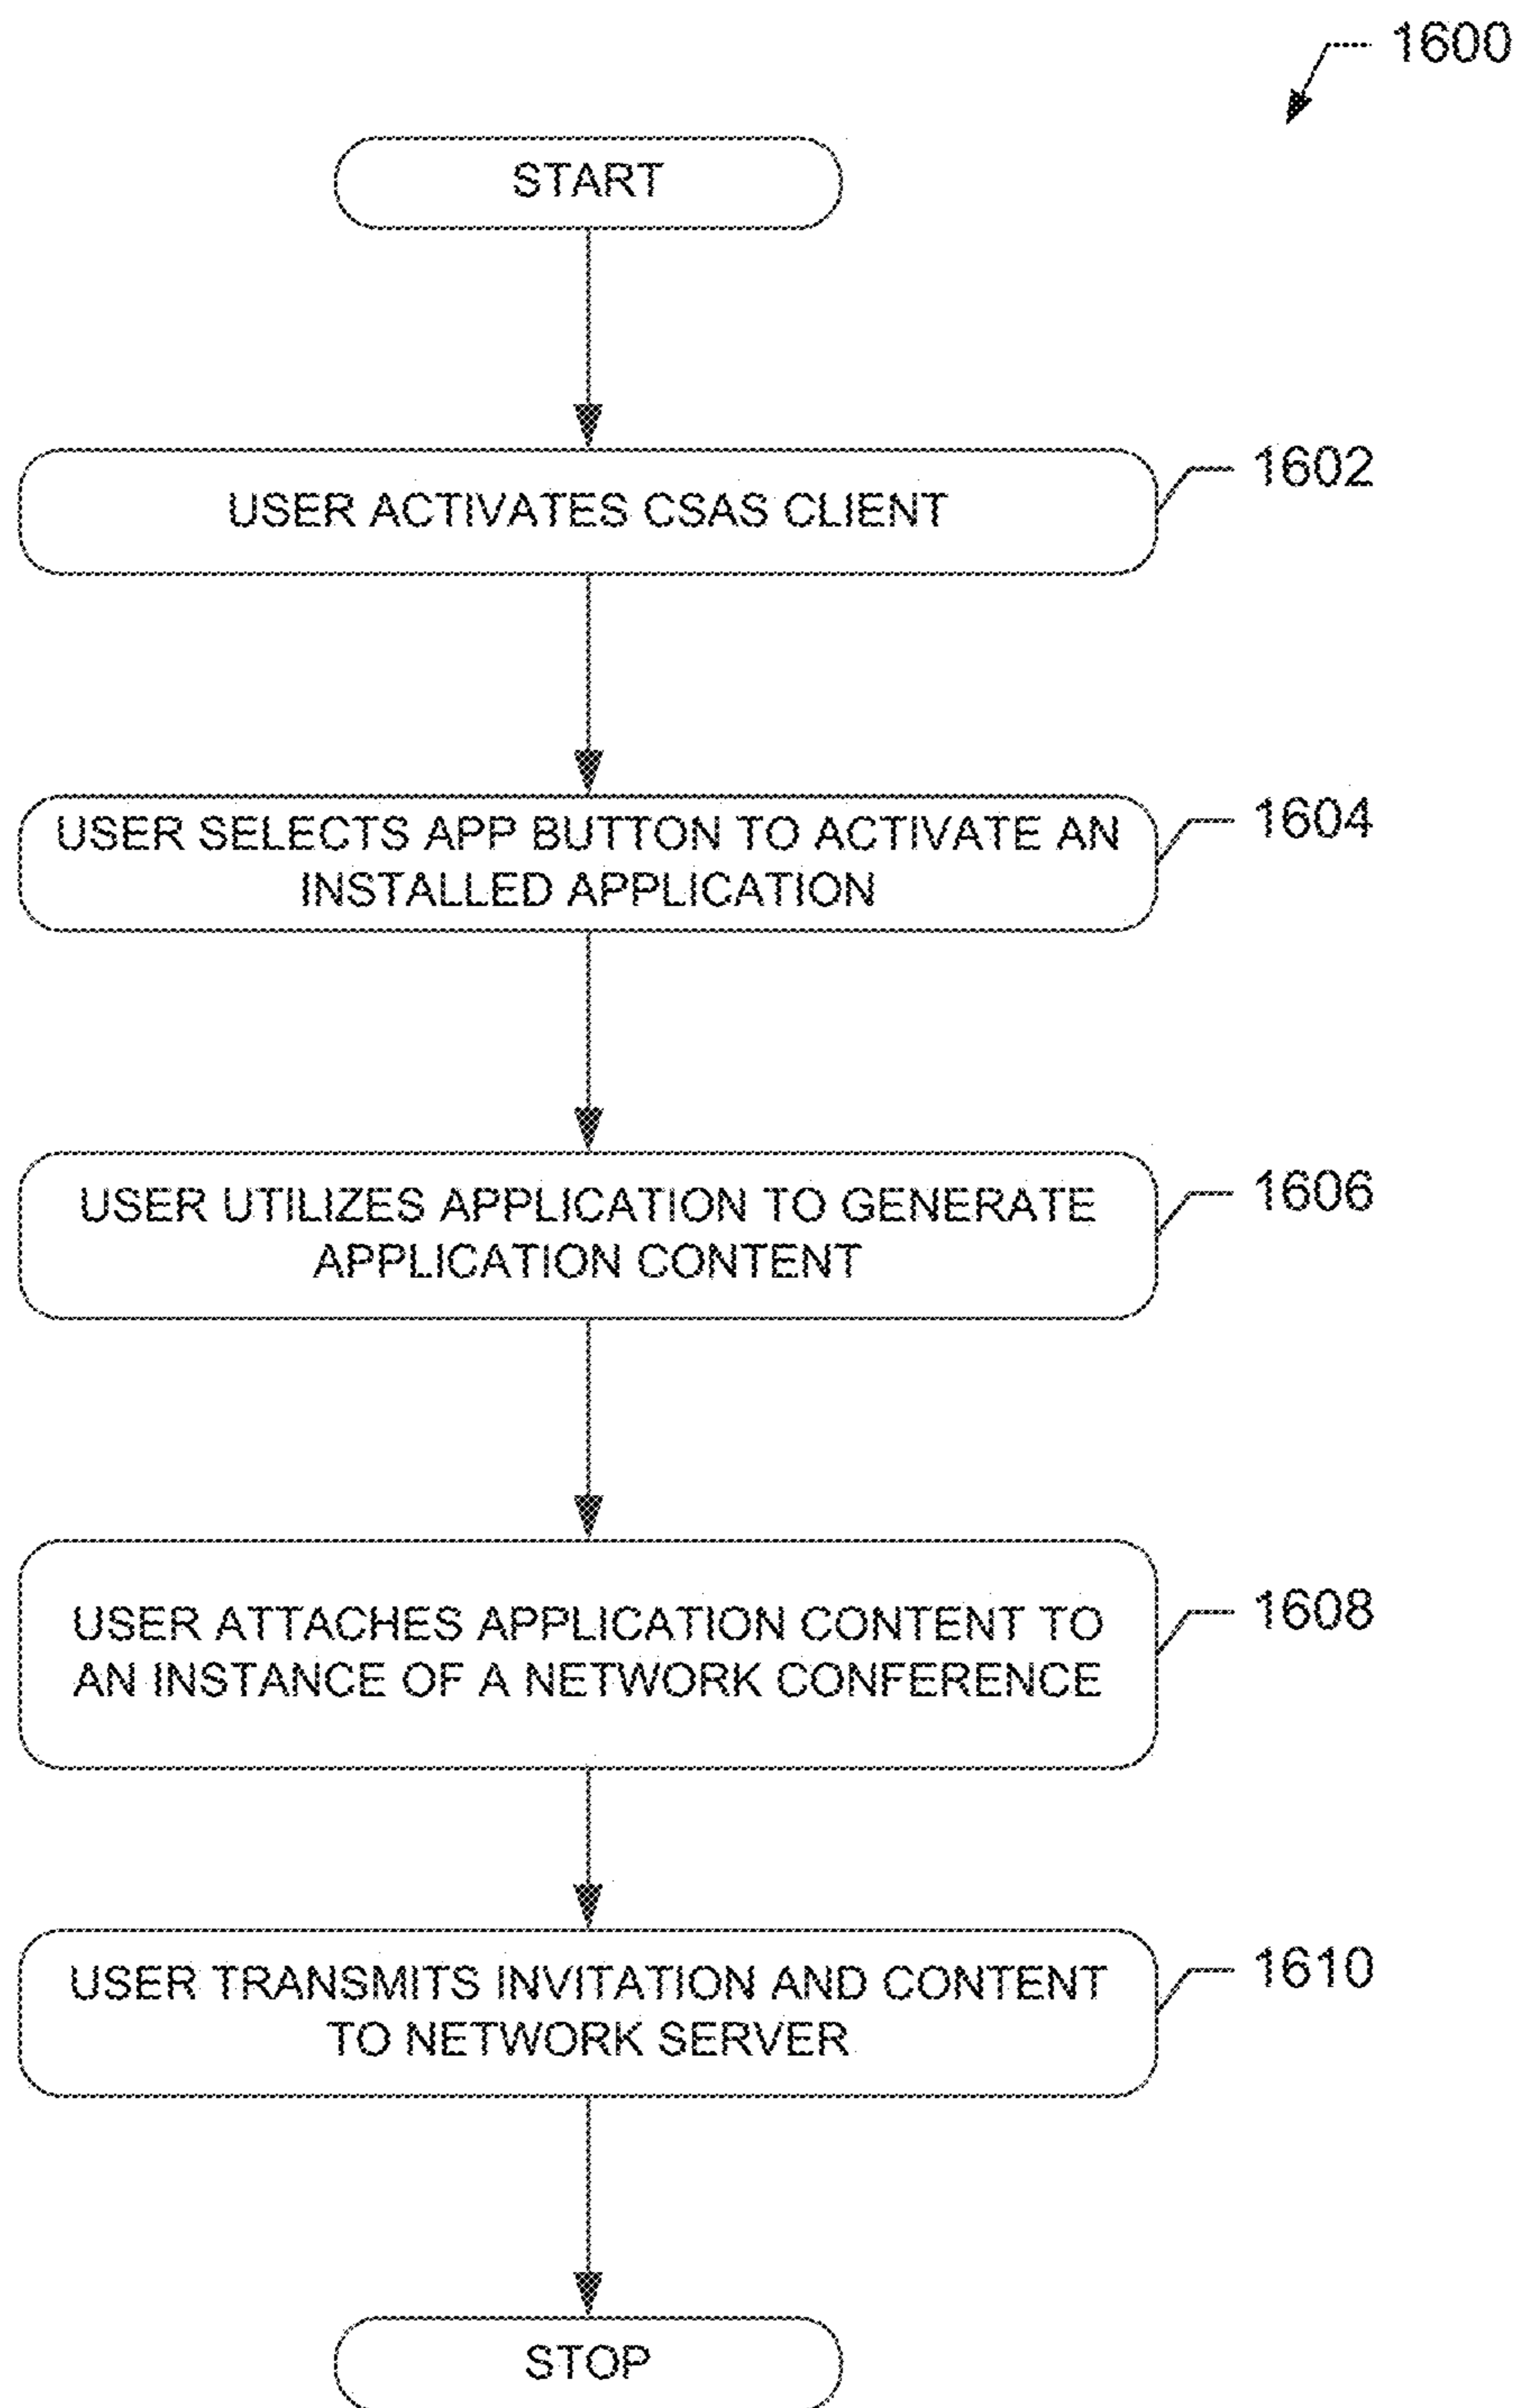 1600
START
USER ACTIVATES CSAS CLIENT
1602
USER SELECTS APP BUTTON TO ACTIVATE AN
INSTALLED APPLICATION
1604
USER UTILIZES APPLICATION TO GENERATE
APPLICATION CONTENT
1606
USER ATTACHES APPLICATION CONTENT TO
AN INSTANCE OF A NETWORK CONFERENCE
1608
USER TRANSMITS INVITATION AND CONTENT
TO NETWORK SERVER
1610
STOP